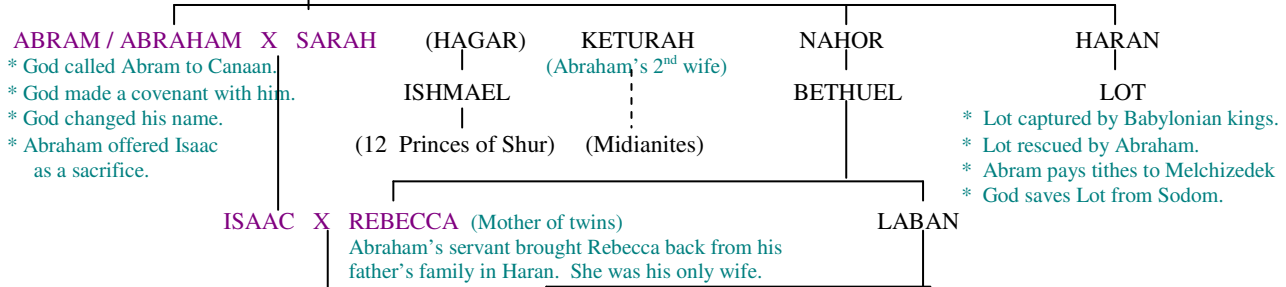 ABRAM / ABRAHAM X SARAH (HAGAR) KETURAH NAHOR HARAN
* God called Abram to Canaan. (Abraham's 2nd wife)
* God made a covenant with him. ISHMAEL BETHUEL LOT
* God changed his name. * Lot captured by Babylonian kings.
* Abraham offered Isaac (12 Princes of Shur) (Midianites) * Lot rescued by Abraham.
as a sacrifice. * Abram pays tithes to Melchizedek
* God saves Lot from Sodom.
ISAAC X REBECCA (Mother of twins) LABAN
Abraham's servant brought Rebecca back from his
father's family in Haran. She was his only wife.